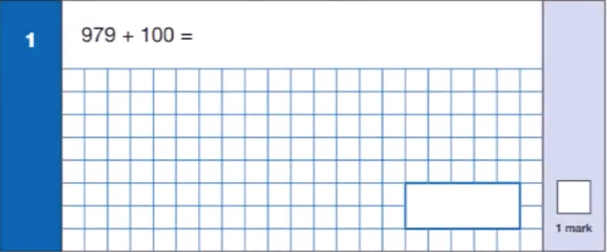 1
979 + 100 =
1 mark